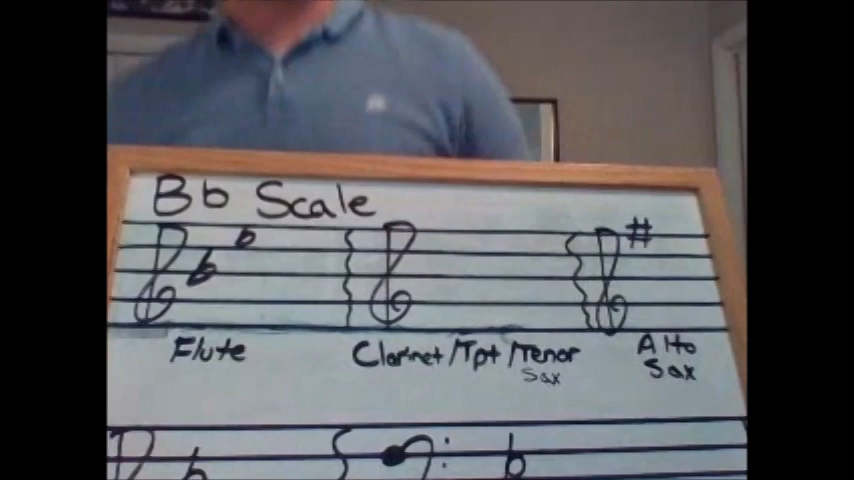 Bb Scale
Flute
Clarinet/Tpt/Tenor
Sax
Alto
Sax